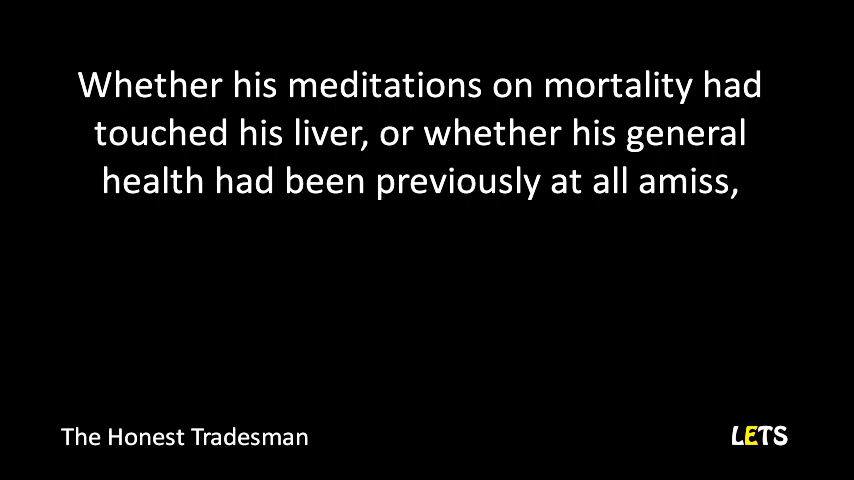 Whether his meditations on mortality had
touched his liver, or whether his general
health had been previously at all amiss,
The Honest Tradesman
LETS